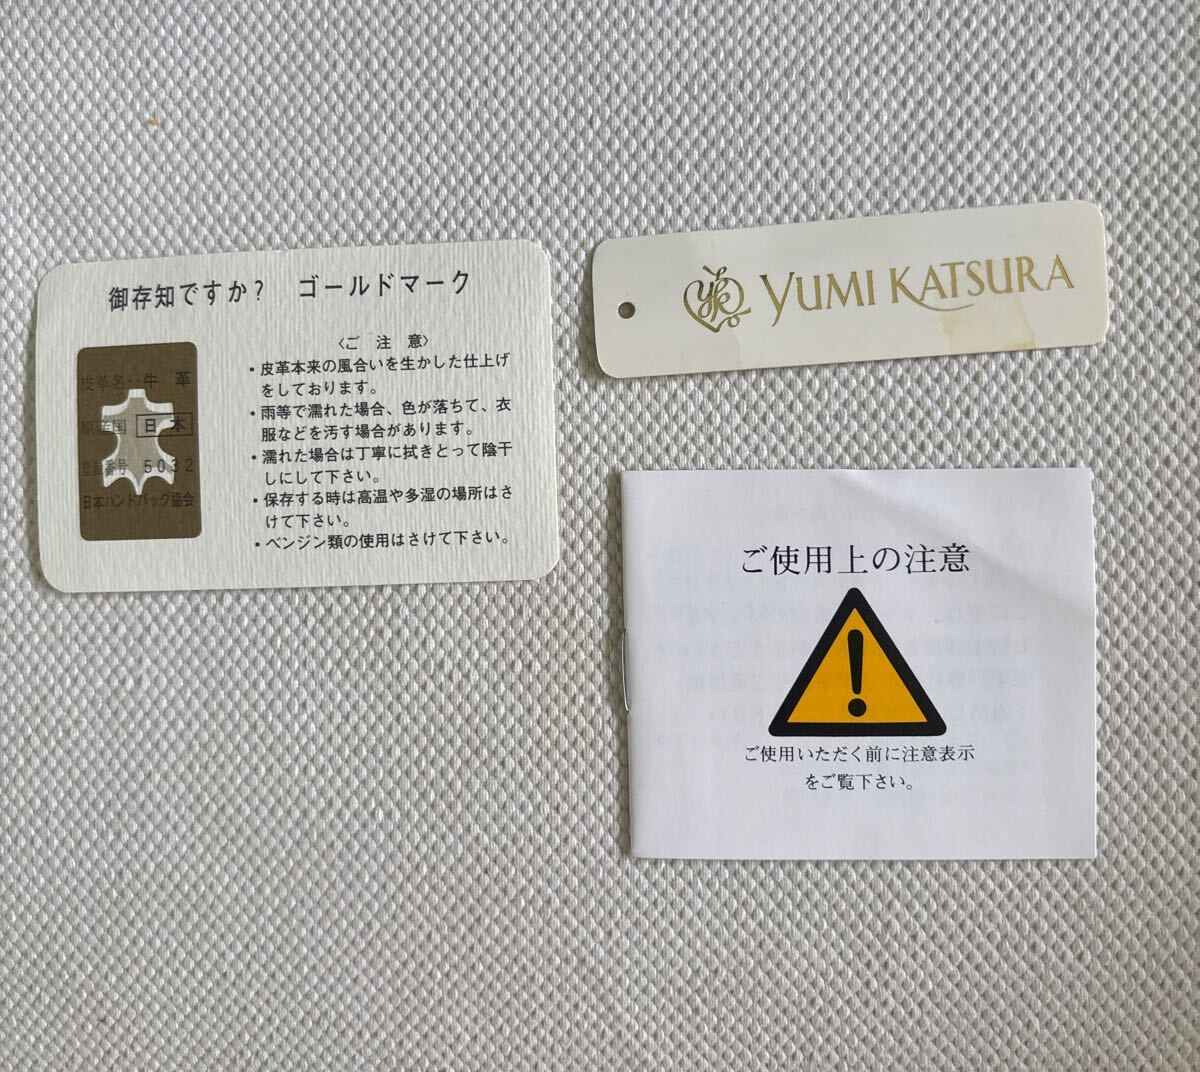 御存知ですか？ ゴールドマーク
皮革名‥牛 革
原産国 日本
登録番号 5032
日本ハンドバッグ協会
〈ご 注 意〉
・皮革本来の風合いを生かした仕上げ
をしております。
・雨等で濡れた場合、色が落ちて、衣
服などを汚す場合があります。
・濡れた場合は丁寧に拭きとって陰干
しにして下さい。
・保存する時は高温や多湿の場所はさ
けて下さい。
・ベンジン類の使用はさけて下さい。
yk YUMI KATSURA
ご使用上の注意
ご使用いただく前に注意表示
をご覧下さい。